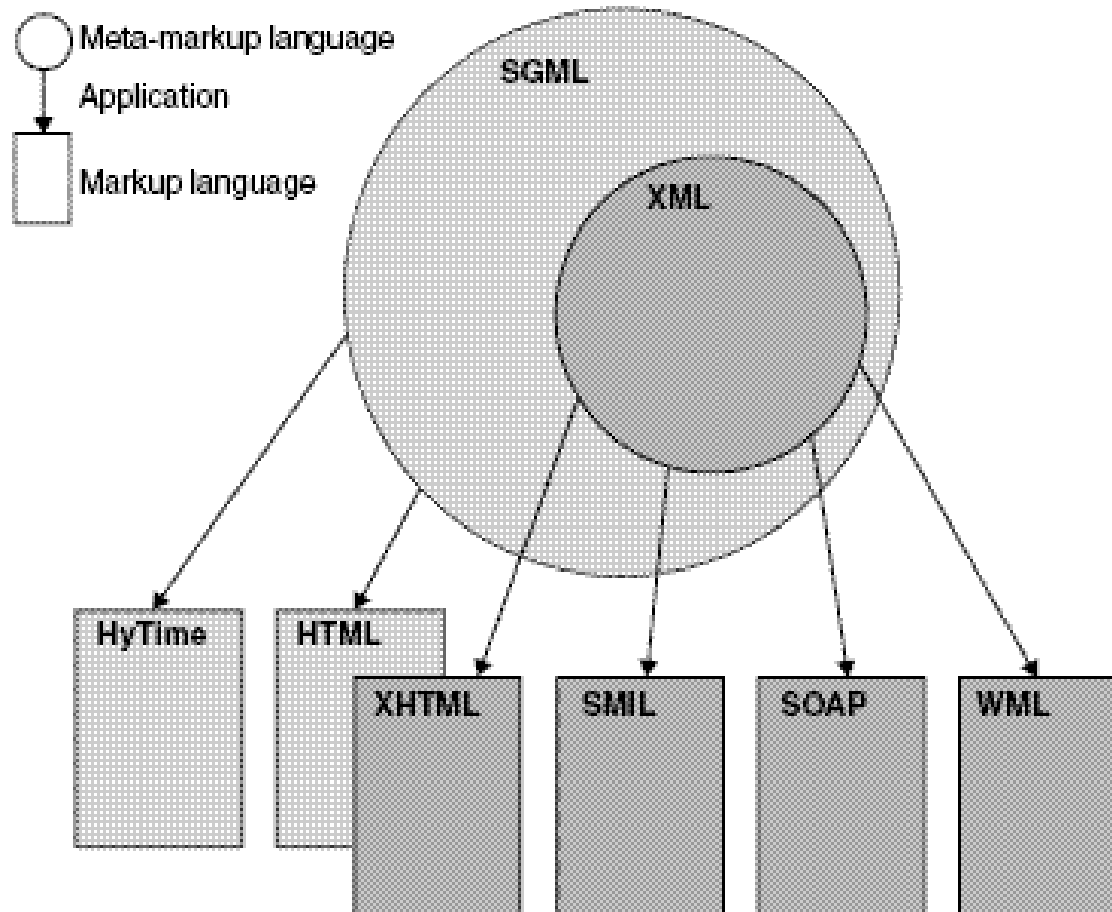 Meta-markup language
Application
Markup language
SGML
XML
HyTime
HTML
XHTML
SMIL
SOAP
WML